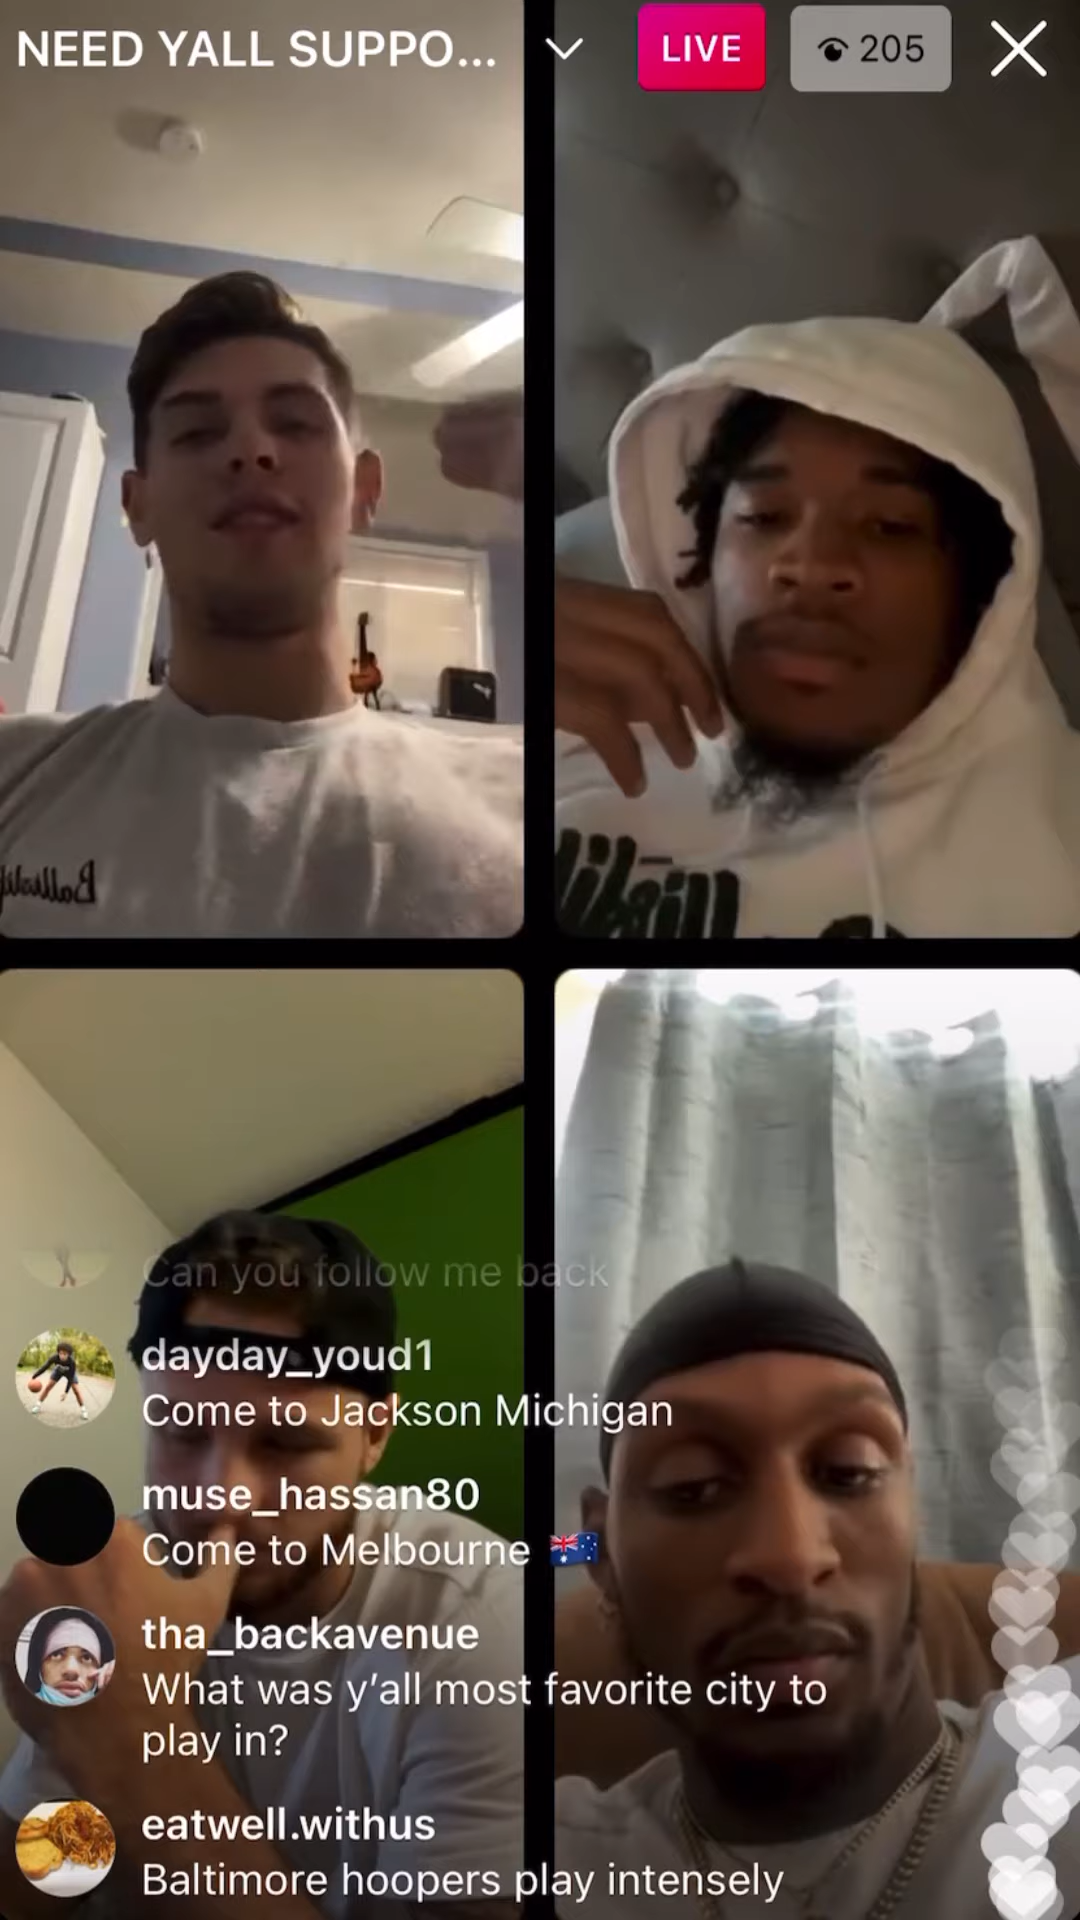 NEED YALL SUPPO...
LIVE
205
Can you follow me back
dayday_youd1
Come to Jackson Michigan
muse_hassan80
Come to Melbourne 🇦🇺
tha_backavenue
What was y’all most favorite city to
play in?
eatwell.withus
Baltimore hoopers play intensely